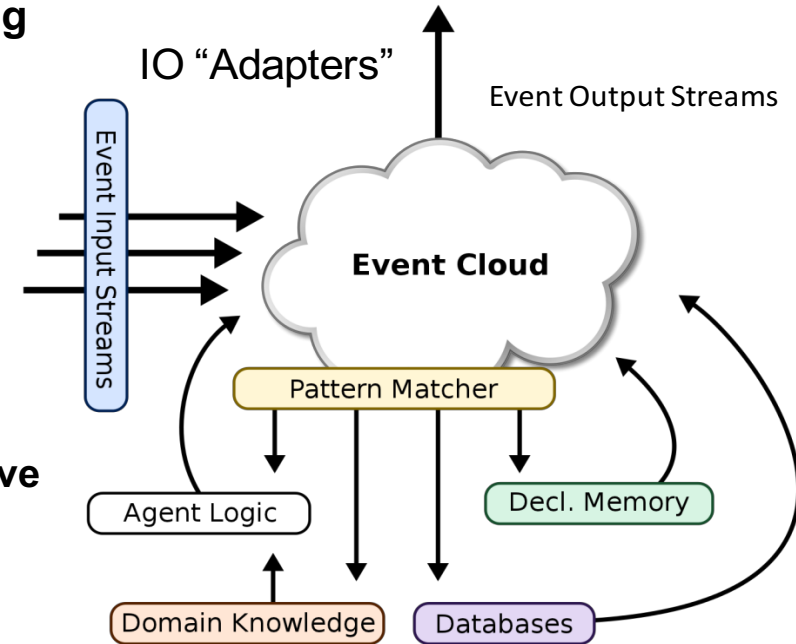 g
IO “Adapters”
Event Output Streams
Event Input Streams
Event Cloud
Pattern Matcher
ve
Agent Logic
Decl. Memory
Domain Knowledge
Databases